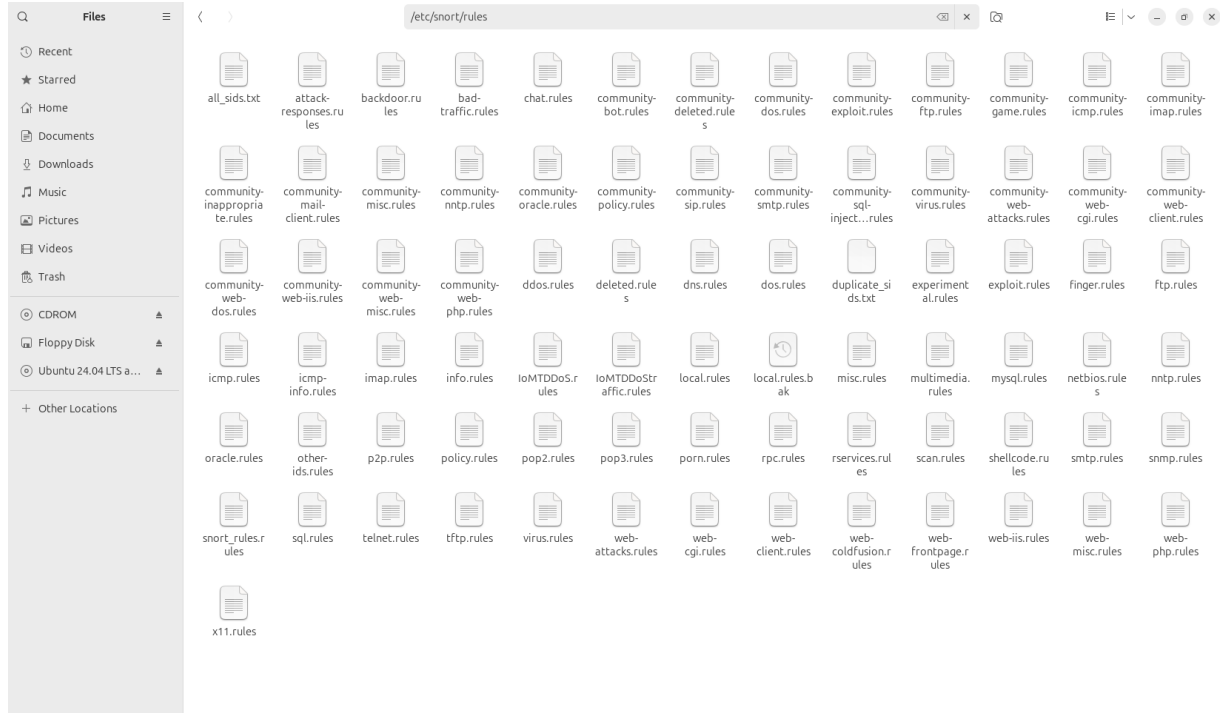 Files
/etc/snort/rules
Recent
Starred
Home
Documents
Downloads
Music
Pictures
Videos
Trash
CDROM
Floppy Disk
Ubuntu 24.04 LTS a...
Other Locations
all_sids.txt
attack-
responses.ru
les
backdoor.ru
les
bad-
traffic.rules
chat.rules
community-
bot.rules
community-
deleted.rule
s
community-
dos.rules
community-
exploit.rules
community-
ftp.rules
community-
game.rules
community-
icmp.rules
community-
imap.rules
community-
inappropria
te.rules
community-
mail-
client.rules
community-
misc.rules
community-
nntp.rules
community-
oracle.rules
community-
policy.rules
community-
sip.rules
community-
smtp.rules
community-
sql-
inject...rules
community-
virus.rules
community-
web-
attacks.rules
community-
web-
cgi.rules
community-
web-
client.rules
community-
web-
dos.rules
community-
web-iis.rules
community-
web-
misc.rules
community-
web-
php.rules
ddos.rules
deleted.rule
s
dns.rules
dos.rules
duplicate_si
ds.txt
experiment
al.rules
exploit.rules
finger.rules
ftp.rules
icmp.rules
icmp-
info.rules
imap.rules
info.rules
IoMTDDoS.r
ules
IoMTDDoStr
affic.rules
local.rules
local.rules.b
ak
misc.rules
multimedia.
rules
mysql.rules
netbios.rule
s
nntp.rules
oracle.rules
other-
ids.rules
p2p.rules
policy.rules
pop2.rules
pop3.rules
porn.rules
rpc.rules
rservices.rul
es
scan.rules
shellcode.ru
les
smtp.rules
snmp.rules
snort_rules.r
ules
sql.rules
telnet.rules
tftp.rules
virus.rules
web-
attacks.rules
web-
cgi.rules
web-
client.rules
web-
coldfusion.r
ules
web-
frontpage.r
ules
web-iis.rules
web-
misc.rules
web-
php.rules
x11.rules